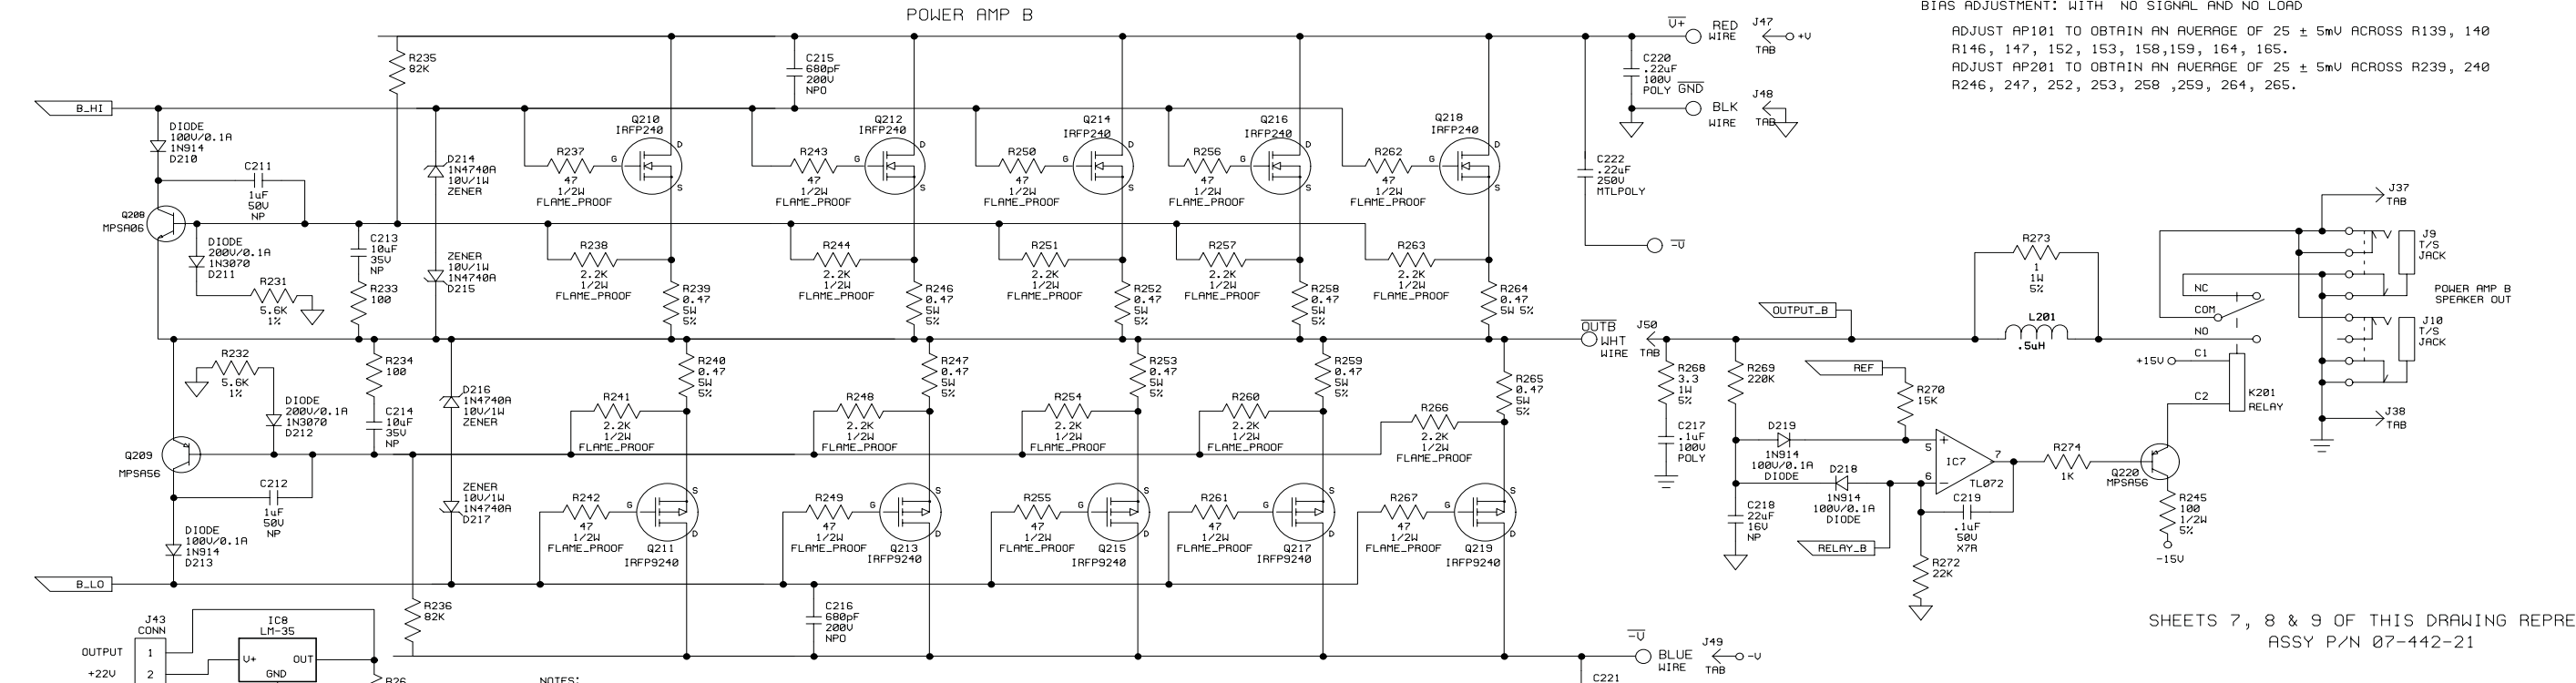 POWER AMP B
BIAS ADJUSTMENT: WITH NO SIGNAL AND NO LOAD
ADJUST AP101 TO OBTAIN AN AVERAGE OF 25 ± 5mV ACROSS R139, 140
R146, 147, 152, 153, 158,159, 164, 165.
ADJUST AP201 TO OBTAIN AN AVERAGE OF 25 ± 5mV ACROSS R239, 240
R246, 247, 252, 253, 258 ,259, 264, 265.
V+
RED
WIRE
J47
TAB
+V
R235
82K
C215
680pF
200V
NPO
C220
.22uF
100V
POLY
GND
BLK
WIRE
J48
TAB
B_HI
DIODE
100V/0.1A
1N914
D210
C211
1uF
50V
NP
D214
1N4740A
10V/1W
ZENER
Q210
IRFP240
R237
47
1/2W
FLAME_PROOF
G
D
S
Q212
IRFP240
R243
47
1/2W
FLAME_PROOF
G
D
S
Q214
IRFP240
R250
47
1/2W
FLAME_PROOF
G
D
S
Q216
IRFP240
R256
47
1/2W
FLAME_PROOF
G
D
S
Q218
IRFP240
R262
47
1/2W
FLAME_PROOF
G
D
S
C222
.22uF
250V
MTLPOLY
-V
Q208
MPSA06
DIODE
200V/0.1A
1N3070
D211
R231
5.6K
1%
C213
10uF
35V
NP
R233
100
ZENER
10V/1W
1N4740A
D215
R238
2.2K
1/2W
FLAME_PROOF
R239
0.47
5W
5%
R244
2.2K
1/2W
FLAME_PROOF
R246
0.47
5W
5%
R251
2.2K
1/2W
FLAME_PROOF
R252
0.47
5W
5%
R257
2.2K
1/2W
FLAME_PROOF
R258
0.47
5W
5%
R263
2.2K
1/2W
FLAME_PROOF
R264
0.47
5W 5%
OUTB
WHT
WIRE
J50
TAB
OUTPUT_B
R273
1
1W
5%
L201
.5uH
J37
TAB
J9
T/S
JACK
NC
COM
NO
POWER AMP B
SPEAKER OUT
J10
T/S
JACK
+15V
C1
C2
K201
RELAY
J38
TAB
R232
5.6K
1%
DIODE
200V/0.1A
1N3070
D212
R234
100
C214
10uF
35V
NP
D216
1N4740A
10V/1W
ZENER
R241
2.2K
1/2W
FLAME_PROOF
R240
0.47
5W
5%
R248
2.2K
1/2W
FLAME_PROOF
R247
0.47
5W
5%
R254
2.2K
1/2W
FLAME_PROOF
R253
0.47
5W
5%
R260
2.2K
1/2W
FLAME_PROOF
R259
0.47
5W
5%
R266
2.2K
1/2W
FLAME_PROOF
R265
0.47
5W
5%
R268
3.3
1W
5%
C217
.1uF
100V
POLY
R269
220K
REF
R270
15K
D219
1N914
100V/0.1A
DIODE
D218
1N914
100V/0.1A
DIODE
+
5
6
-
IC7
7
TL072
R274
1K
Q220
MPSA56
R245
100
1/2W
5%
-15V
C218
22uF
16V
NP
C219
.1uF
50V
X7R
RELAY_B
R272
22K
Q209
MPSA56
C212
1uF
50V
NP
DIODE
100V/0.1A
1N914
D213
ZENER
10V/1W
1N4740A
D217
R242
47
1/2W
FLAME_PROOF
G
S
D
Q211
IRFP9240
R249
47
1/2W
FLAME_PROOF
G
S
D
Q213
IRFP9240
R255
47
1/2W
FLAME_PROOF
G
S
D
Q215
IRFP9240
R261
47
1/2W
FLAME_PROOF
G
S
D
Q217
IRFP9240
R267
47
1/2W
FLAME_PROOF
G
S
D
Q219
IRFP9240
B_LO
R236
82K
C216
680pF
200V
NPO
-V
BLUE
WIRE
J49
TAB
-V
C221
SHEETS 7, 8 & 9 OF THIS DRAWING REPRE
ASSY P/N 07-442-21
J43
CONN
OUTPUT
1
+22V
2
IC8
LM-35
V+
OUT
GND
R26
NOTES: